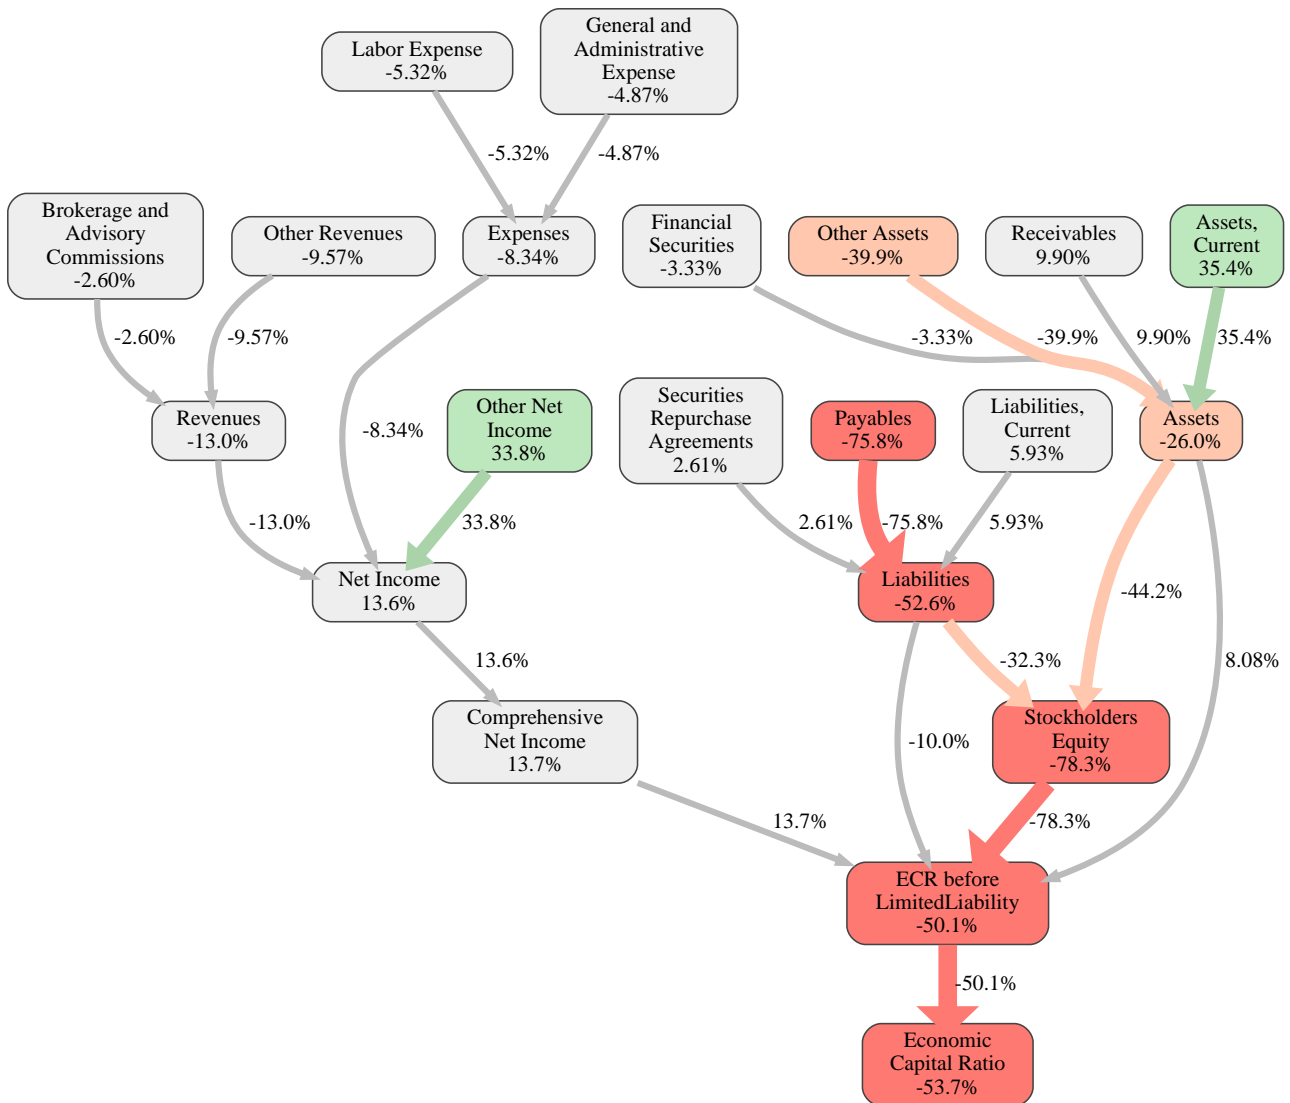 Labor Expense
-5.32%
General and
Administrative
Expense
-4.87%
-5.32%
-4.87%
Brokerage and
Advisory
Commissions
-2.60%
Other Revenues
-9.57%
Expenses
-8.34%
Financial
Securities
-3.33%
Other Assets
-39.9%
Receivables
9.90%
Assets,
Current
35.4%
-2.60%
-9.57%
-3.33%
-39.9%
9.90%
35.4%
Revenues
-13.0%
-8.34%
Other Net
Income
33.8%
Securities
Repurchase
Agreements
2.61%
Payables
-75.8%
Liabilities,
Current
5.93%
Assets
-26.0%
-13.0%
33.8%
2.61%
-75.8%
5.93%
Net Income
13.6%
Liabilities
-52.6%
-44.2%
13.6%
-32.3%
8.08%
Comprehensive
Net Income
13.7%
-10.0%
Stockholders
Equity
-78.3%
13.7%
-78.3%
ECR before
LimitedLiability
-50.1%
-50.1%
Economic
Capital Ratio
-53.7%